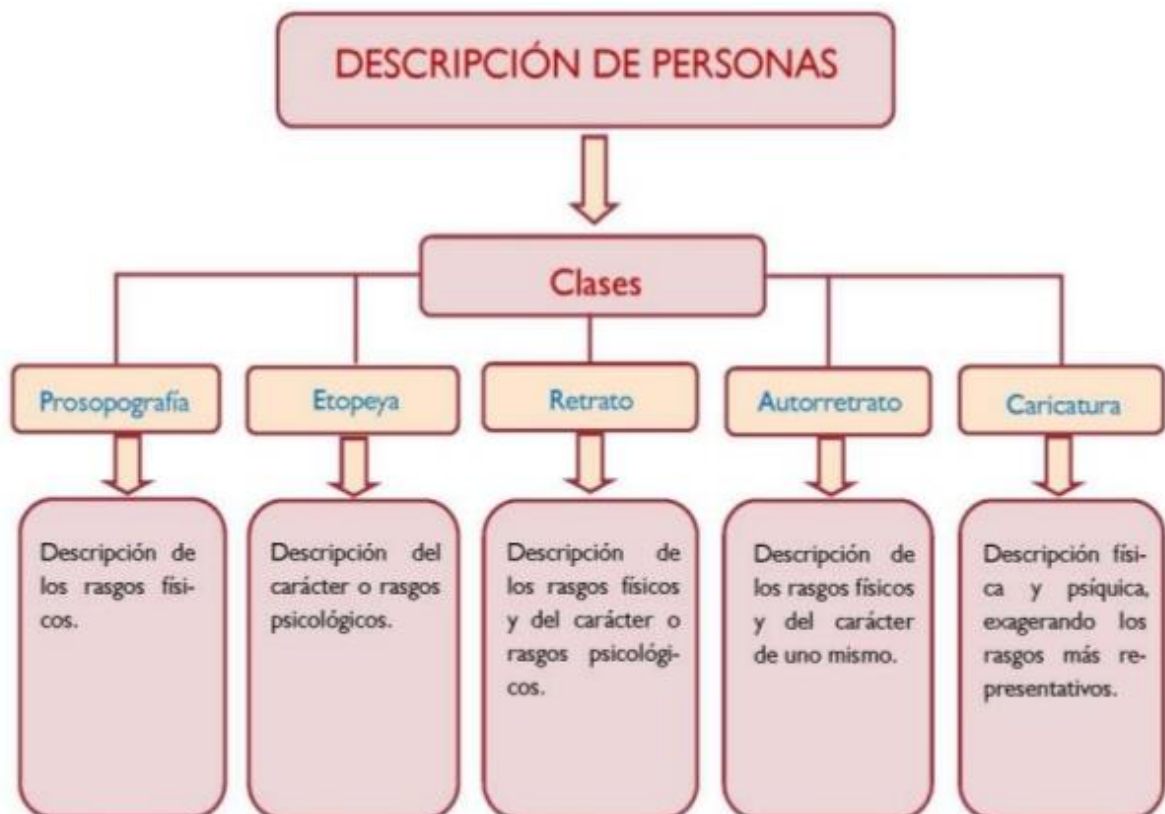 DESCRIPCIÓN DE PERSONAS
Clases
Prosopografía
Etopeya
Retrato
Autorretrato
Caricatura
Descripción de
los rasgos físi-
cos.
Descripción del
carácter o rasgos
psicológicos.
Descripción de
los rasgos físicos
y del carácter o
rasgos psicológi-
cos.
Descripción de
los rasgos físicos
y del carácter
de uno mismo.
Descripción físi-
ca y psíquica,
exagerando los
rasgos más re-
presentativos.